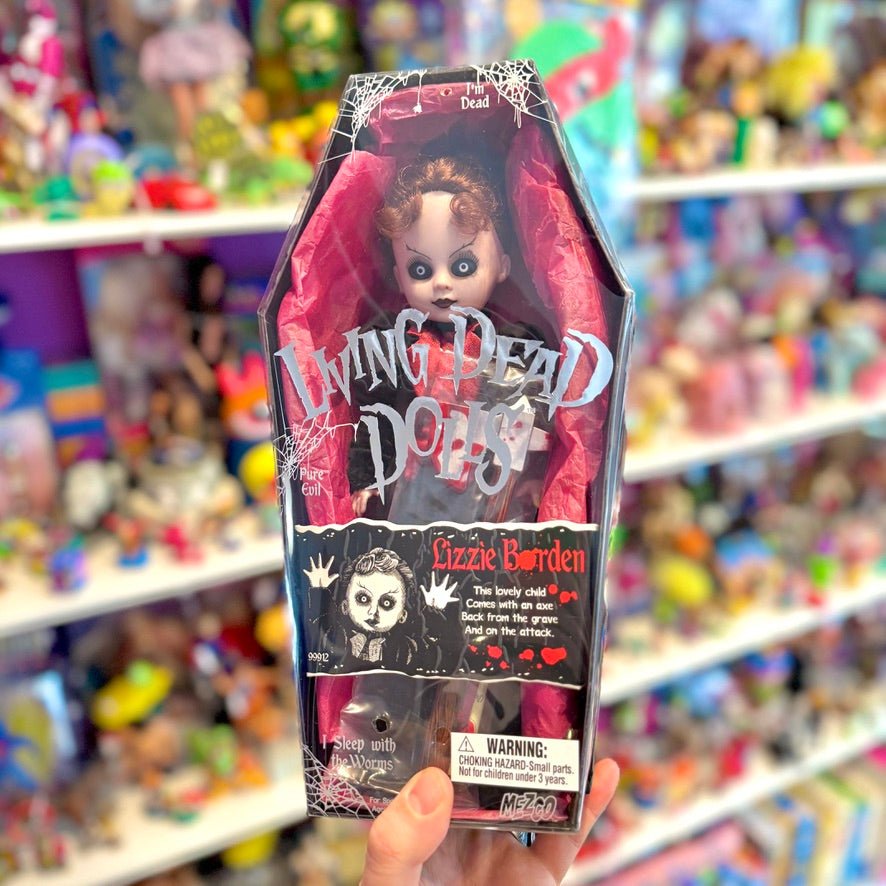 I'm
Dead
LIVING DEAD
DOLLS
Pure
Evil
Lizzie Borden
This lovely child
Comes with an axe
Back from the grave
And on the attack.
99912
I Sleep with
the Worms
WARNING:
CHOKING HAZARD-Small parts.
Not for children under 3 years.
MEZCO